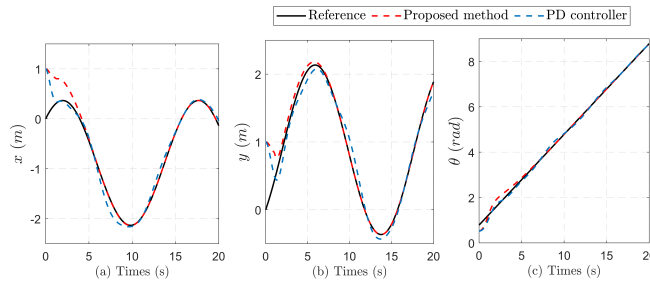 Reference Proposed method PD controller
x (m)
1
0
-1
-2
0 5 10 15 20
(a) Times (s)
y (m)
2
1
0
0 5 10 15 20
(b) Times (s)
θ (rad)
8
6
4
2
0
0 5 10 15 20
(c) Times (s)